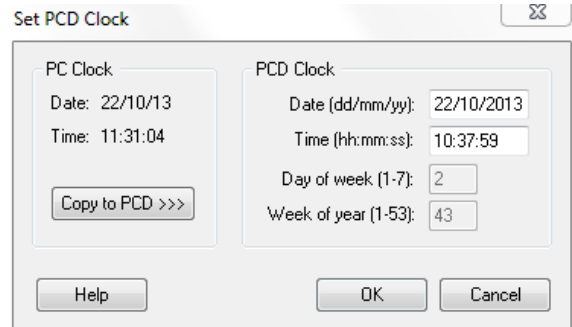 Set PCD Clock
PC Clock
Date: 22/10/13
Time: 11:31:04
Copy to PCD >>>
PCD Clock
Date (dd/mm/yy): 22/10/2013
Time (hh:mm:ss): 10:37:59
Day of week (1-7): 2
Week of year (1-53): 43
Help
OK
Cancel